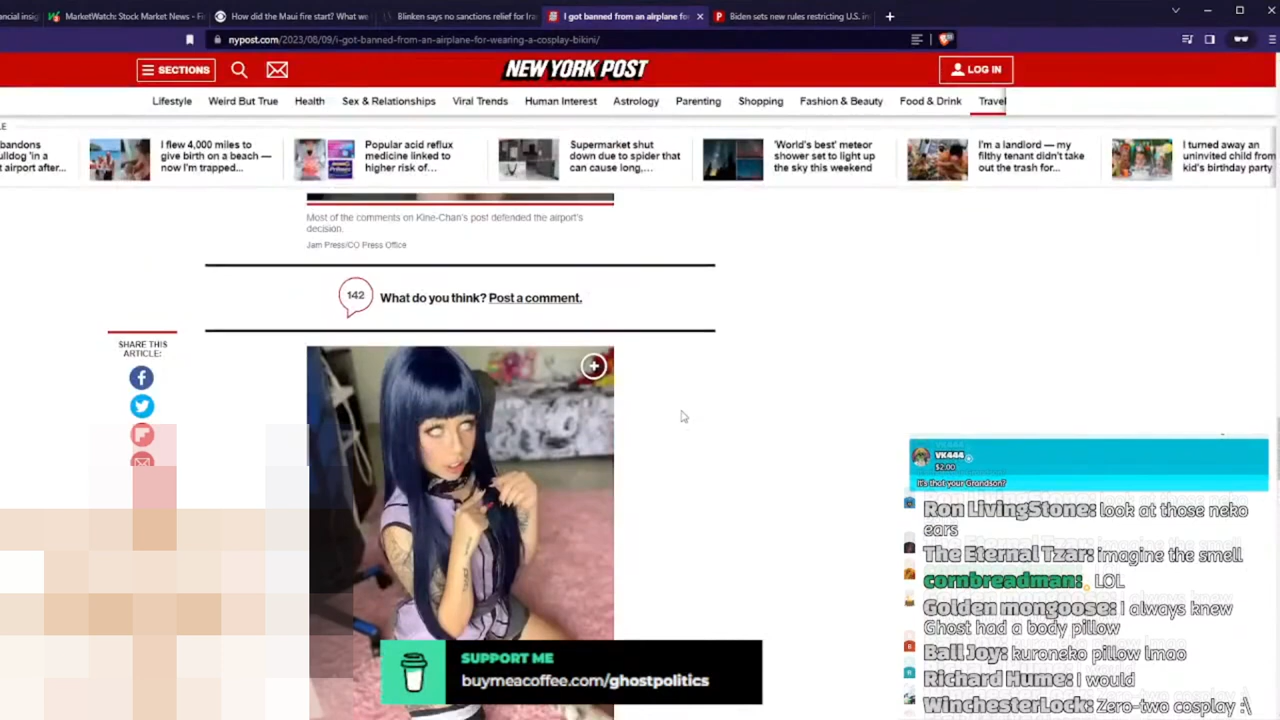 ancial insig
MarketWatch: Stock Market News - Fi
How did the Maui fire start? What we
Blinken says no sanctions relief for Ira
I got banned from an airplane fo
Biden sets new rules restricting U.S. in
nypost.com/2023/08/09/i-got-banned-from-an-airplane-for-wearing-a-cosplay-bikini/
SECTIONS
NEW YORK POST
LOG IN
Lifestyle Weird But True Health Sex & Relationships Viral Trends Human Interest Astrology Parenting Shopping Fashion & Beauty Food & Drink Travel
LE
bandons
ulldog 'in a
t airport after...
I flew 4,000 miles to
give birth on a beach —
now I'm trapped...
Popular acid reflux
medicine linked to
higher risk of...
Supermarket shut
down due to spider that
can cause long,...
'World's best' meteor
shower set to light up
the sky this weekend
I'm a landlord — my
filthy tenant didn't take
out the trash for...
I turned away an
uninvited child from
kid's birthday party
Most of the comments on Kine-Chan's post defended the airport's
decision.
Jam Press/CO Press Office
142
What do you think? Post a comment.
SHARE THIS
ARTICLE:
VK444
$2.00
It's that your Grandson?
Ron LivingStone: look at those neko
ears
The Eternal Tzar: imagine the smell
cornbreadman: LOL
Golden mongoose: I always knew
Ghost had a body pillow
Ball Joy: kuroneko pillow lmao
Richard Hume: I would
WinchesterLock: Zero-two cosplay :\
SUPPORT ME
buymeacoffee.com/ghostpolitics